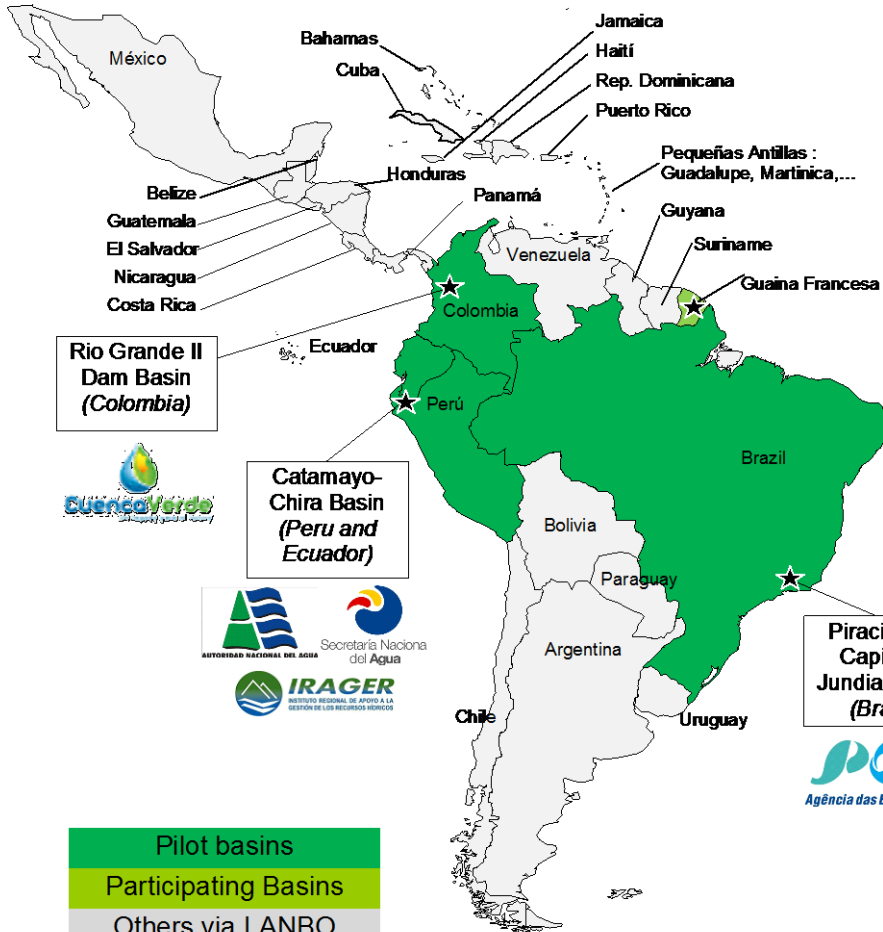 México
Bahamas
Cuba
Jamaica
Haití
Rep. Dominicana
Puerto Rico
Pequeñas Antillas :
Guadalupe, Martinica,...
Belize
Guatemala
El Salvador
Nicaragua
Costa Rica
Honduras
Panamá
Guyana
Suriname
Guaina Francesa
Venezuela
Colombia
Ecuador
Perú
Brazil
Bolivia
Paraguay
Argentina
Chile
Uruguay
Rio Grande II
Dam Basin
(Colombia)
CuencaVerde
Catamayo-
Chira Basin
(Peru and
Ecuador)
AUTORIDAD NACIONAL DEL AGUA
Secretaría Naciona
del Agua
IRAGER
INSTITUTO REGIONAL DE APOYO A LA
GESTIÓN DE LOS RECURSOS HÍDRICOS
Piraci
Capi
Jundia
(Bra
Agência das
Pilot basins
Participating Basins
Others via LANBO